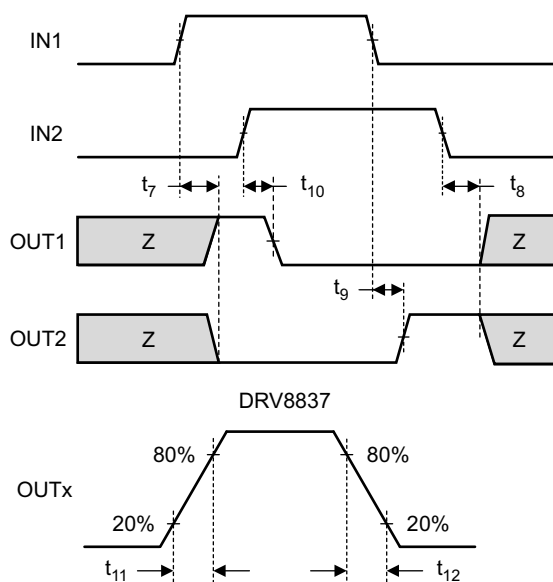 IN1
IN2
t7
t10
t8
OUT1
Z
Z
t9
OUT2
Z
Z
DRV8837
80%
80%
OUTx
20%
20%
t11
t12